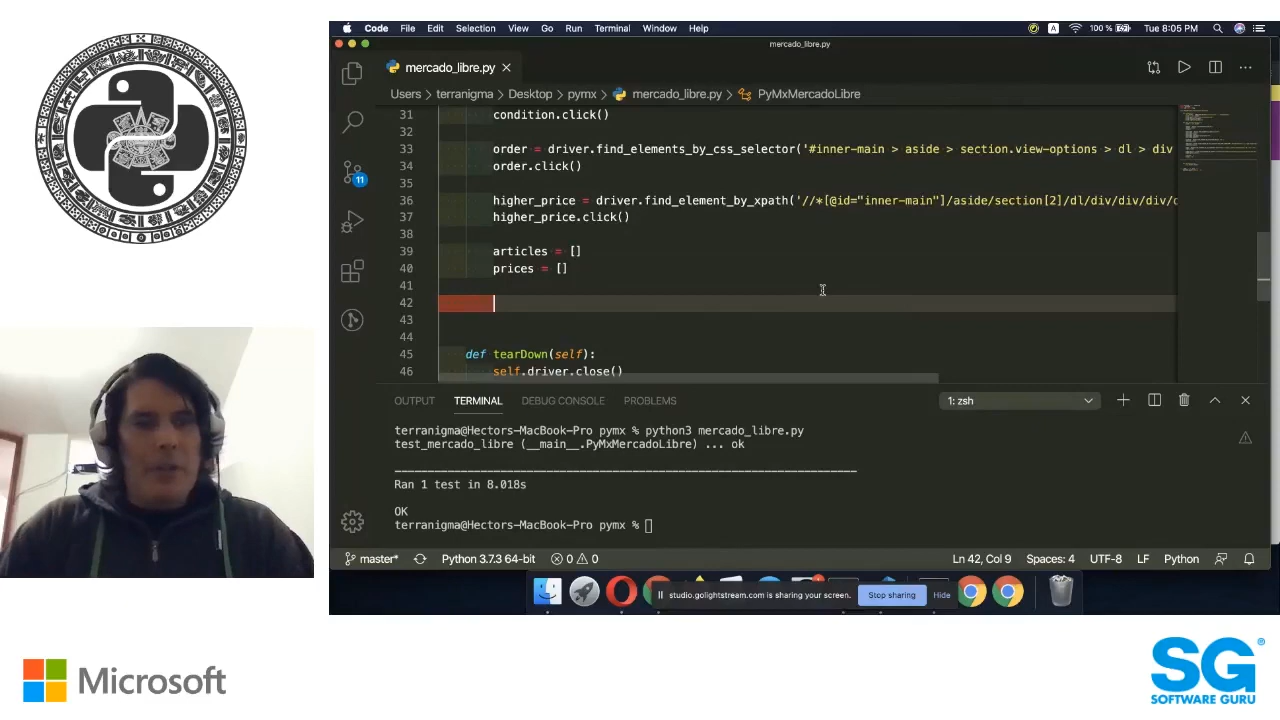 Code File Edit Selection View Go Run Terminal Window Help
A 100 % Tue 8:05 PM
mercado_libre.py
mercado_libre.py
Users > terranigma > Desktop > pymx > mercado_libre.py > PyMxMercadoLibre
31 condition.click()
32
33 order = driver.find_elements_by_css_selector('#inner-main > aside > section.view-options > dl > div
34 order.click()
35
36 higher_price = driver.find_element_by_xpath('//*[@id="inner-main"]/aside/section[2]/dl/div/div/div/
37 higher_price.click()
38
39 articles = []
40 prices = []
41
42
43
44
45 def tearDown(self):
46 self.driver.close()
11
OUTPUT TERMINAL DEBUG CONSOLE PROBLEMS 1: zsh
terranigma@Hectors-MacBook-Pro pymx % python3 mercado_libre.py
test_mercado_libre (__main__.PyMxMercadoLibre) ... ok
----------------------------------------------------------------------
Ran 1 test in 8.018s
OK
terranigma@Hectors-MacBook-Pro pymx %
master* Python 3.7.3 64-bit 0 0 Ln 42, Col 9 Spaces: 4 UTF-8 LF Python
studio.golightstream.com is sharing your screen. Stop sharing Hide
Microsoft
SG®
SOFTWARE GURU